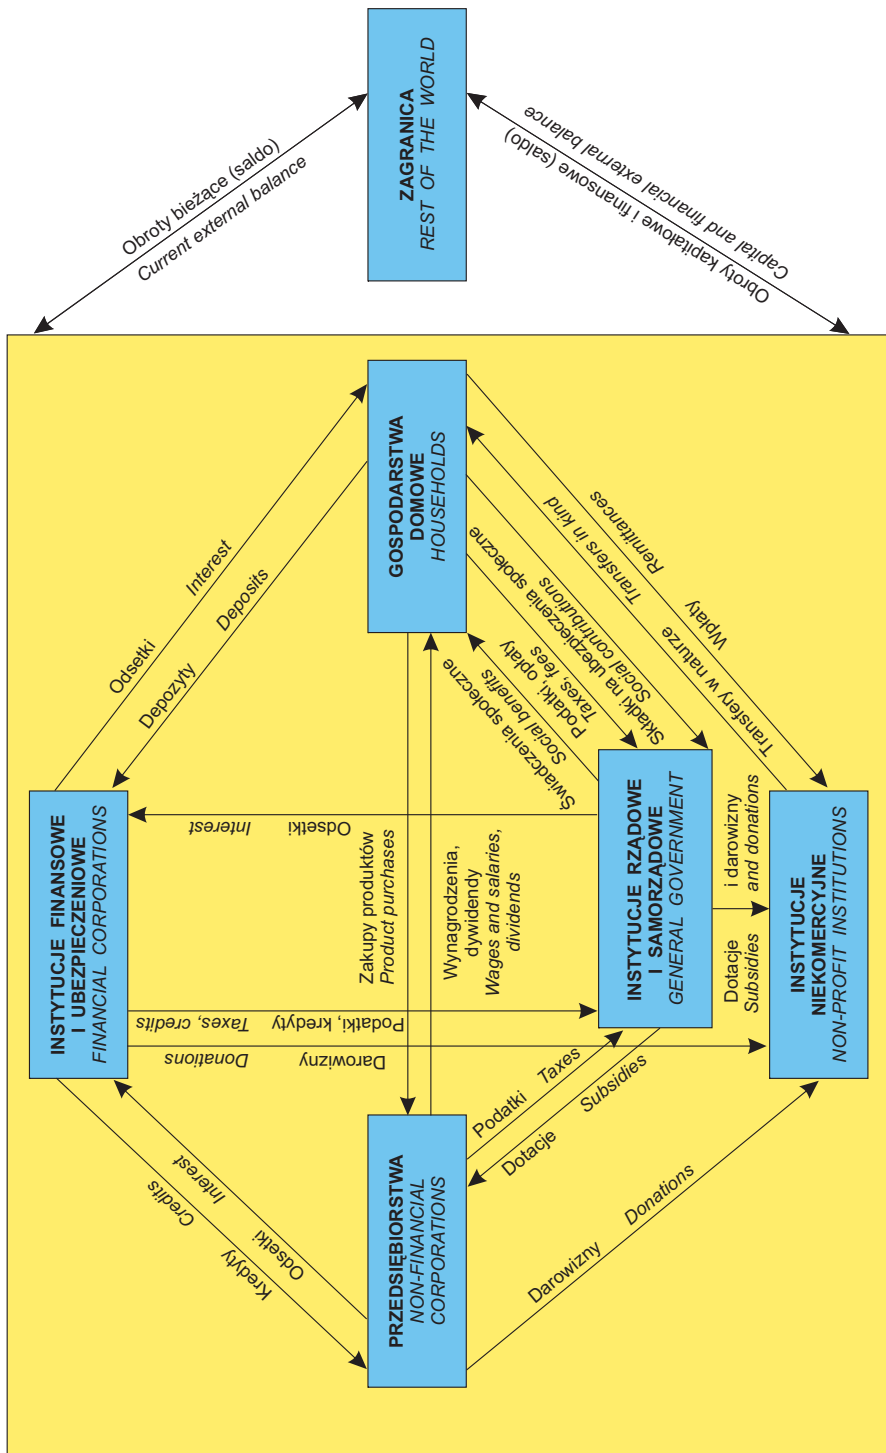 INSTYTUCJE FINANSOWE
I UBEZPIECZENIOWE
FINANCIAL CORPORATIONS
Kredyty
Credits
Odsetki
Interest
Odsetki
Interest
Depozyty
Deposits
Darowizny
Donations
Podatki, kredyty
Taxes, credits
Odsetki
Interest
PRZEDSIĘBIORSTWA
NON-FINANCIAL
CORPORATIONS
Zakupy produktów
Product purchases
Wynagrodzenia,
dywidendy
Wages and salaries,
dividends
GOSPODARSTWA
DOMOWE
HOUSEHOLDS
Podatki
Taxes
Dotacje
Subsidies
Świadczenia społeczne
Social benefits
Podatki, opłaty
Taxes, fees
Składki na ubezpieczenia społeczne
Social contributions
Transfery w naturze
Transfers in kind
Wpłaty
Remittances
INSTYTUCJE RZĄDOWE
I SAMORZĄDOWE
GENERAL GOVERNMENT
Darowizny
Donations
Dotacje i darowizny
Subsidies and donations
INSTYTUCJE
NIEKOMERCYJNE
NON-PROFIT INSTITUTIONS
Obroty bieżące (saldo)
Current external balance
ZAGRANICA
REST OF THE WORLD
Obroty kapitałowe i finansowe (saldo)
Capital and financial external balance